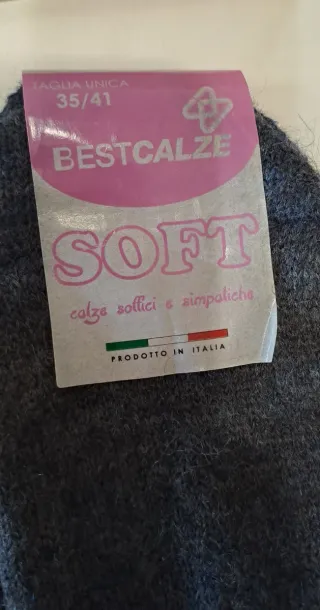 TAGLIA UNICA
35/41
BESTCALZE
SOFT
calze soffici e simpatiche
PRODOTTO IN ITALIA